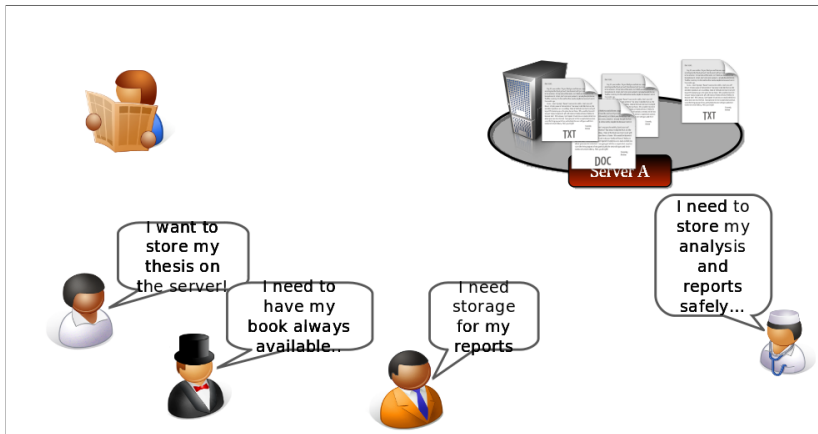 TXT
TXT
DOC
Server A
I want to
store my
thesis on
the server!
I need to
have my
book always
available..
I need
storage
for my
reports
I need to
store my
analysis
and
reports
safely...